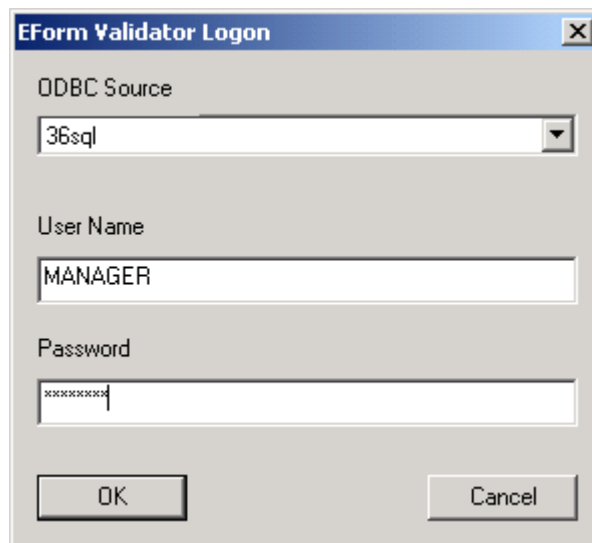 EForm Validator Logon
ODBC Source
36sql
User Name
MANAGER
Password
********
OK
Cancel